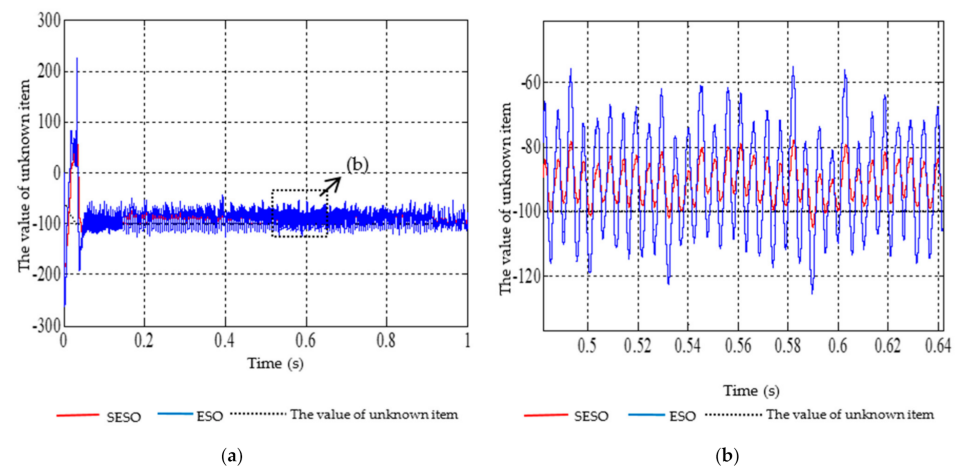 300
200
100
0
-100
-200
-300
The value of unknown item
(b)
0 0.2 0.4 0.6 0.8 1
Time (s)
SESO ESO The value of unknown item
(a)
-60
-80
-100
-120
The value of unknown item
0.5 0.52 0.54 0.56 0.58 0.6 0.62 0.64
Time (s)
SESO ESO The value of unknown item
(b)